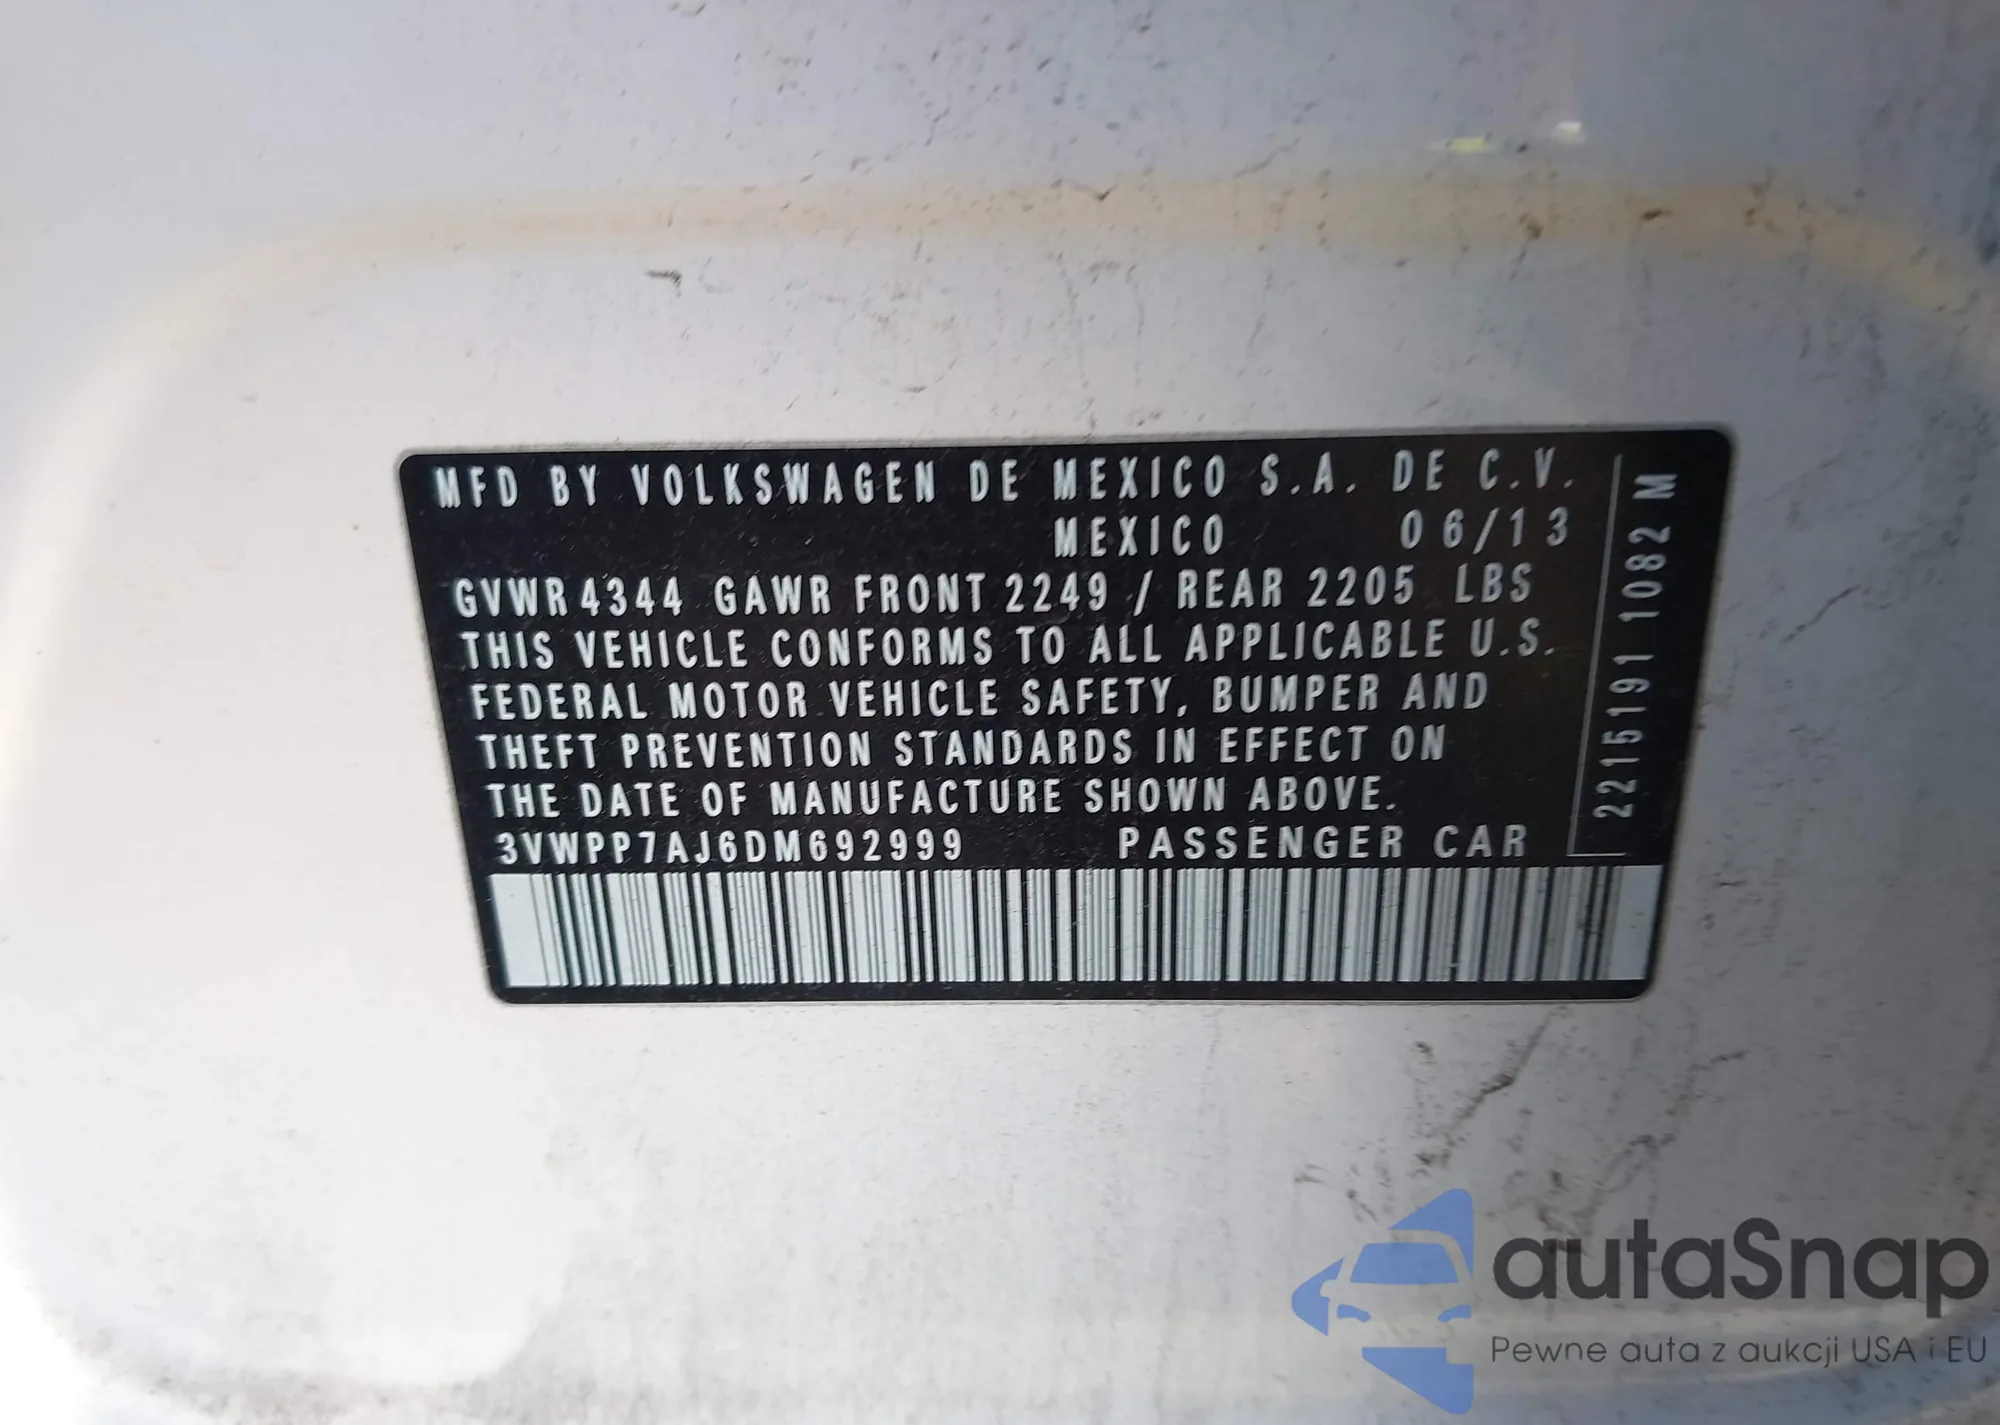 MFD BY VOLKSWAGEN DE MEXICO S.A. DE C.V.
MEXICO 06/13
GVWR 4344 GAWR FRONT 2249 / REAR 2205 LBS
THIS VEHICLE CONFORMS TO ALL APPLICABLE U.S.
FEDERAL MOTOR VEHICLE SAFETY, BUMPER AND
THEFT PREVENTION STANDARDS IN EFFECT ON
THE DATE OF MANUFACTURE SHOWN ABOVE.
3VWPP7AJ6DM692999 PASSENGER CAR
2215191 1082 M
autaSnap
Pewne auta z aukcji USA i EU